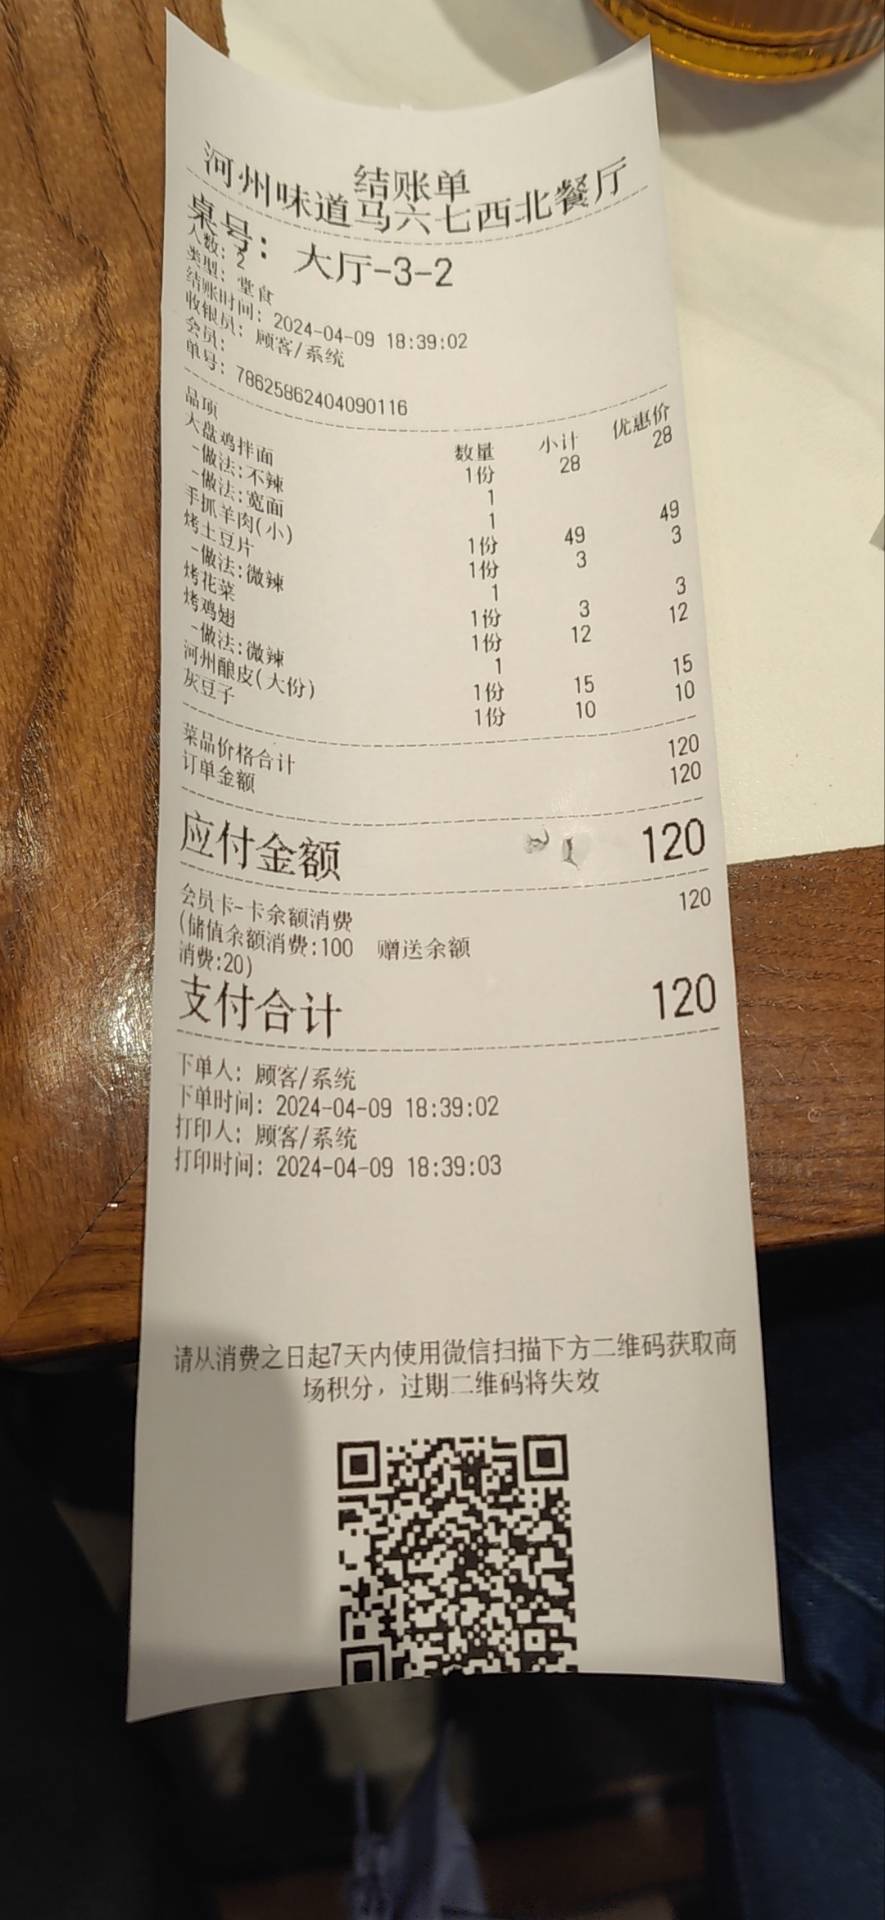 结账单
河州味道马六七西北餐厅
桌号: 大厅-3-2
人数: 2
类型: 堂食
结账时间: 2024-04-09 18:39:02
收银员: 顾客/系统
会员:
单号: 78625862404090116
品项 数量 小计 优惠价
大盘鸡拌面 1份 28 28
-做法:不辣 1
-做法:宽面 1
手抓羊肉(小) 1份 49 49
烤土豆片 1份 3 3
-做法:微辣 1
烤花菜 1份 3 3
烤鸡翅 1份 12 12
-做法:微辣 1
河州酿皮(大份) 1份 15 15
灰豆子 1份 10 10
菜品价格合计 120
订单金额 120
应付金额 120
会员卡-卡余额消费 120
(储值余额消费:100 赠送余额
消费:20)
支付合计 120
下单人: 顾客/系统
下单时间: 2024-04-09 18:39:02
打印人: 顾客/系统
打印时间: 2024-04-09 18:39:03
请从消费之日起7天内使用微信扫描下方二维码获取商
场积分，过期二维码将失效